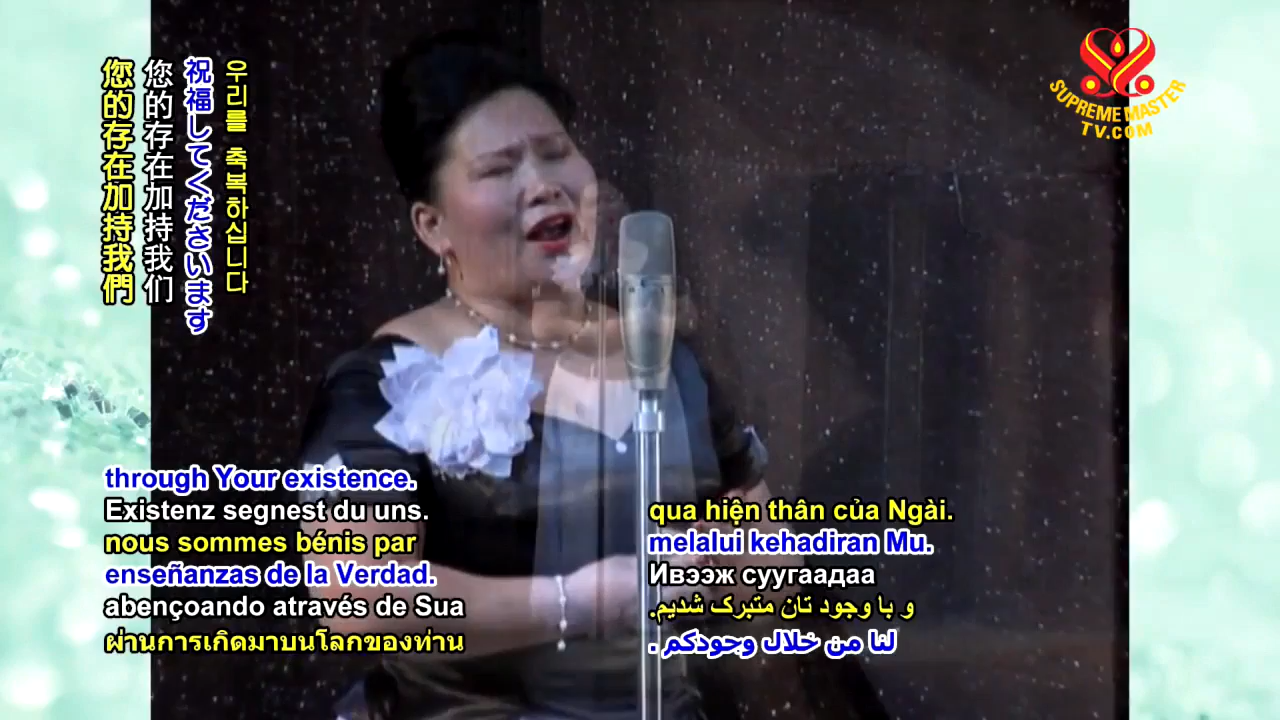 您的存在加持我們
您的存在加持我们
祝福してくださいます
우리를 축복하십니다
SUPREME MASTER
TV.COM
through Your existence.
Existenz segnest du uns.
nous sommes bénis par
enseñanzas de la Verdad.
abençoando através de Sua
ผ่านการเกิดมาบนโลกของท่าน
qua hiện thân của Ngài.
melalui kehadiran Mu.
Ивээж суугаадаа
و با وجود تان متبرک شدیم.
لنا من خلال وجودكم .